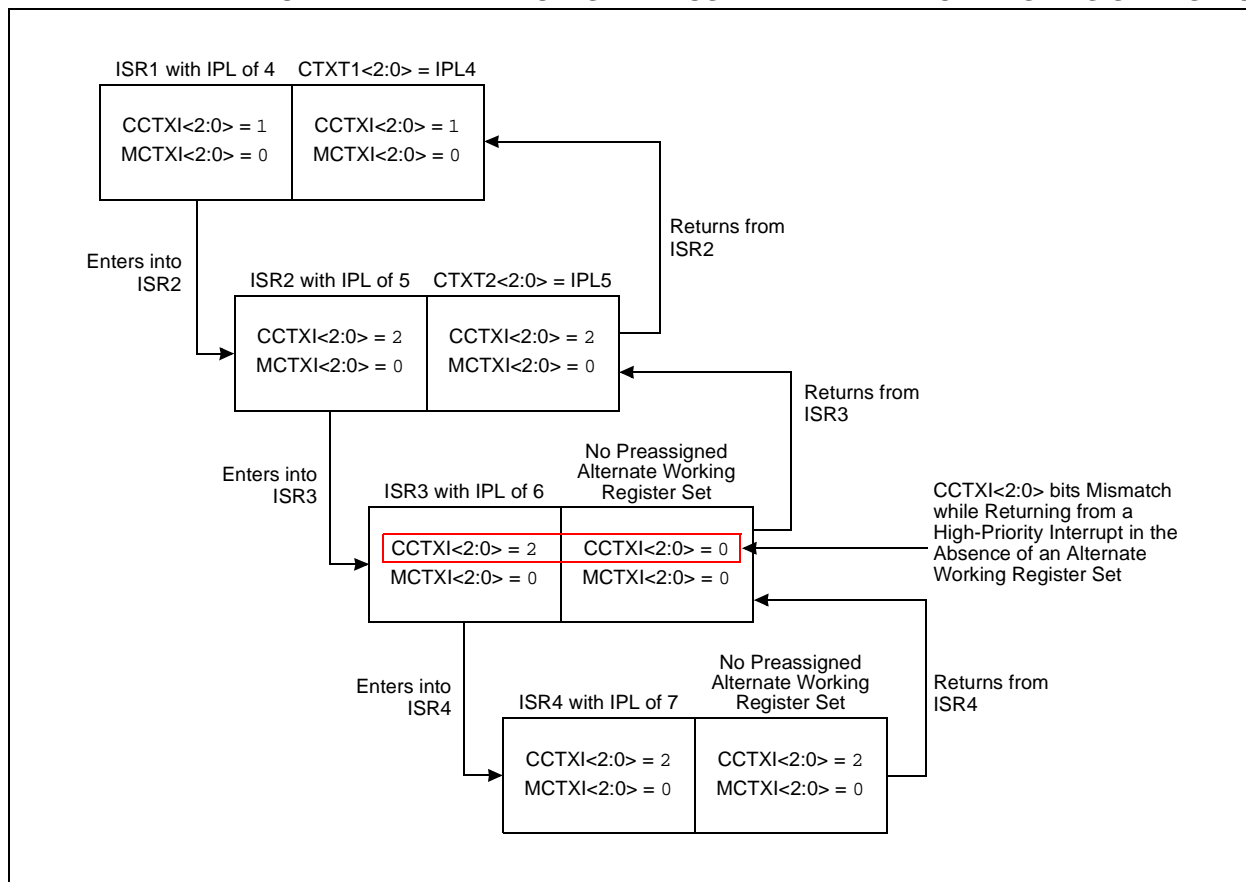 ISR1 with IPL of 4
CTXT1<2:0> = IPL4
CCTXI<2:0> = 1
MCTXI<2:0> = 0
CCTXI<2:0> = 1
MCTXI<2:0> = 0
Enters into
ISR2
Returns from
ISR2
ISR2 with IPL of 5
CTXT2<2:0> = IPL5
CCTXI<2:0> = 2
MCTXI<2:0> = 0
CCTXI<2:0> = 2
MCTXI<2:0> = 0
Enters into
ISR3
Returns from
ISR3
ISR3 with IPL of 6
No Preassigned
Alternate Working
Register Set
CCTXI<2:0> = 2
MCTXI<2:0> = 0
CCTXI<2:0> = 0
MCTXI<2:0> = 0
CCTXI<2:0> bits Mismatch
while Returning from a
High-Priority Interrupt in the
Absence of an Alternate
Working Register Set
Enters into
ISR4
Returns from
ISR4
ISR4 with IPL of 7
No Preassigned
Alternate Working
Register Set
CCTXI<2:0> = 2
MCTXI<2:0> = 0
CCTXI<2:0> = 2
MCTXI<2:0> = 0